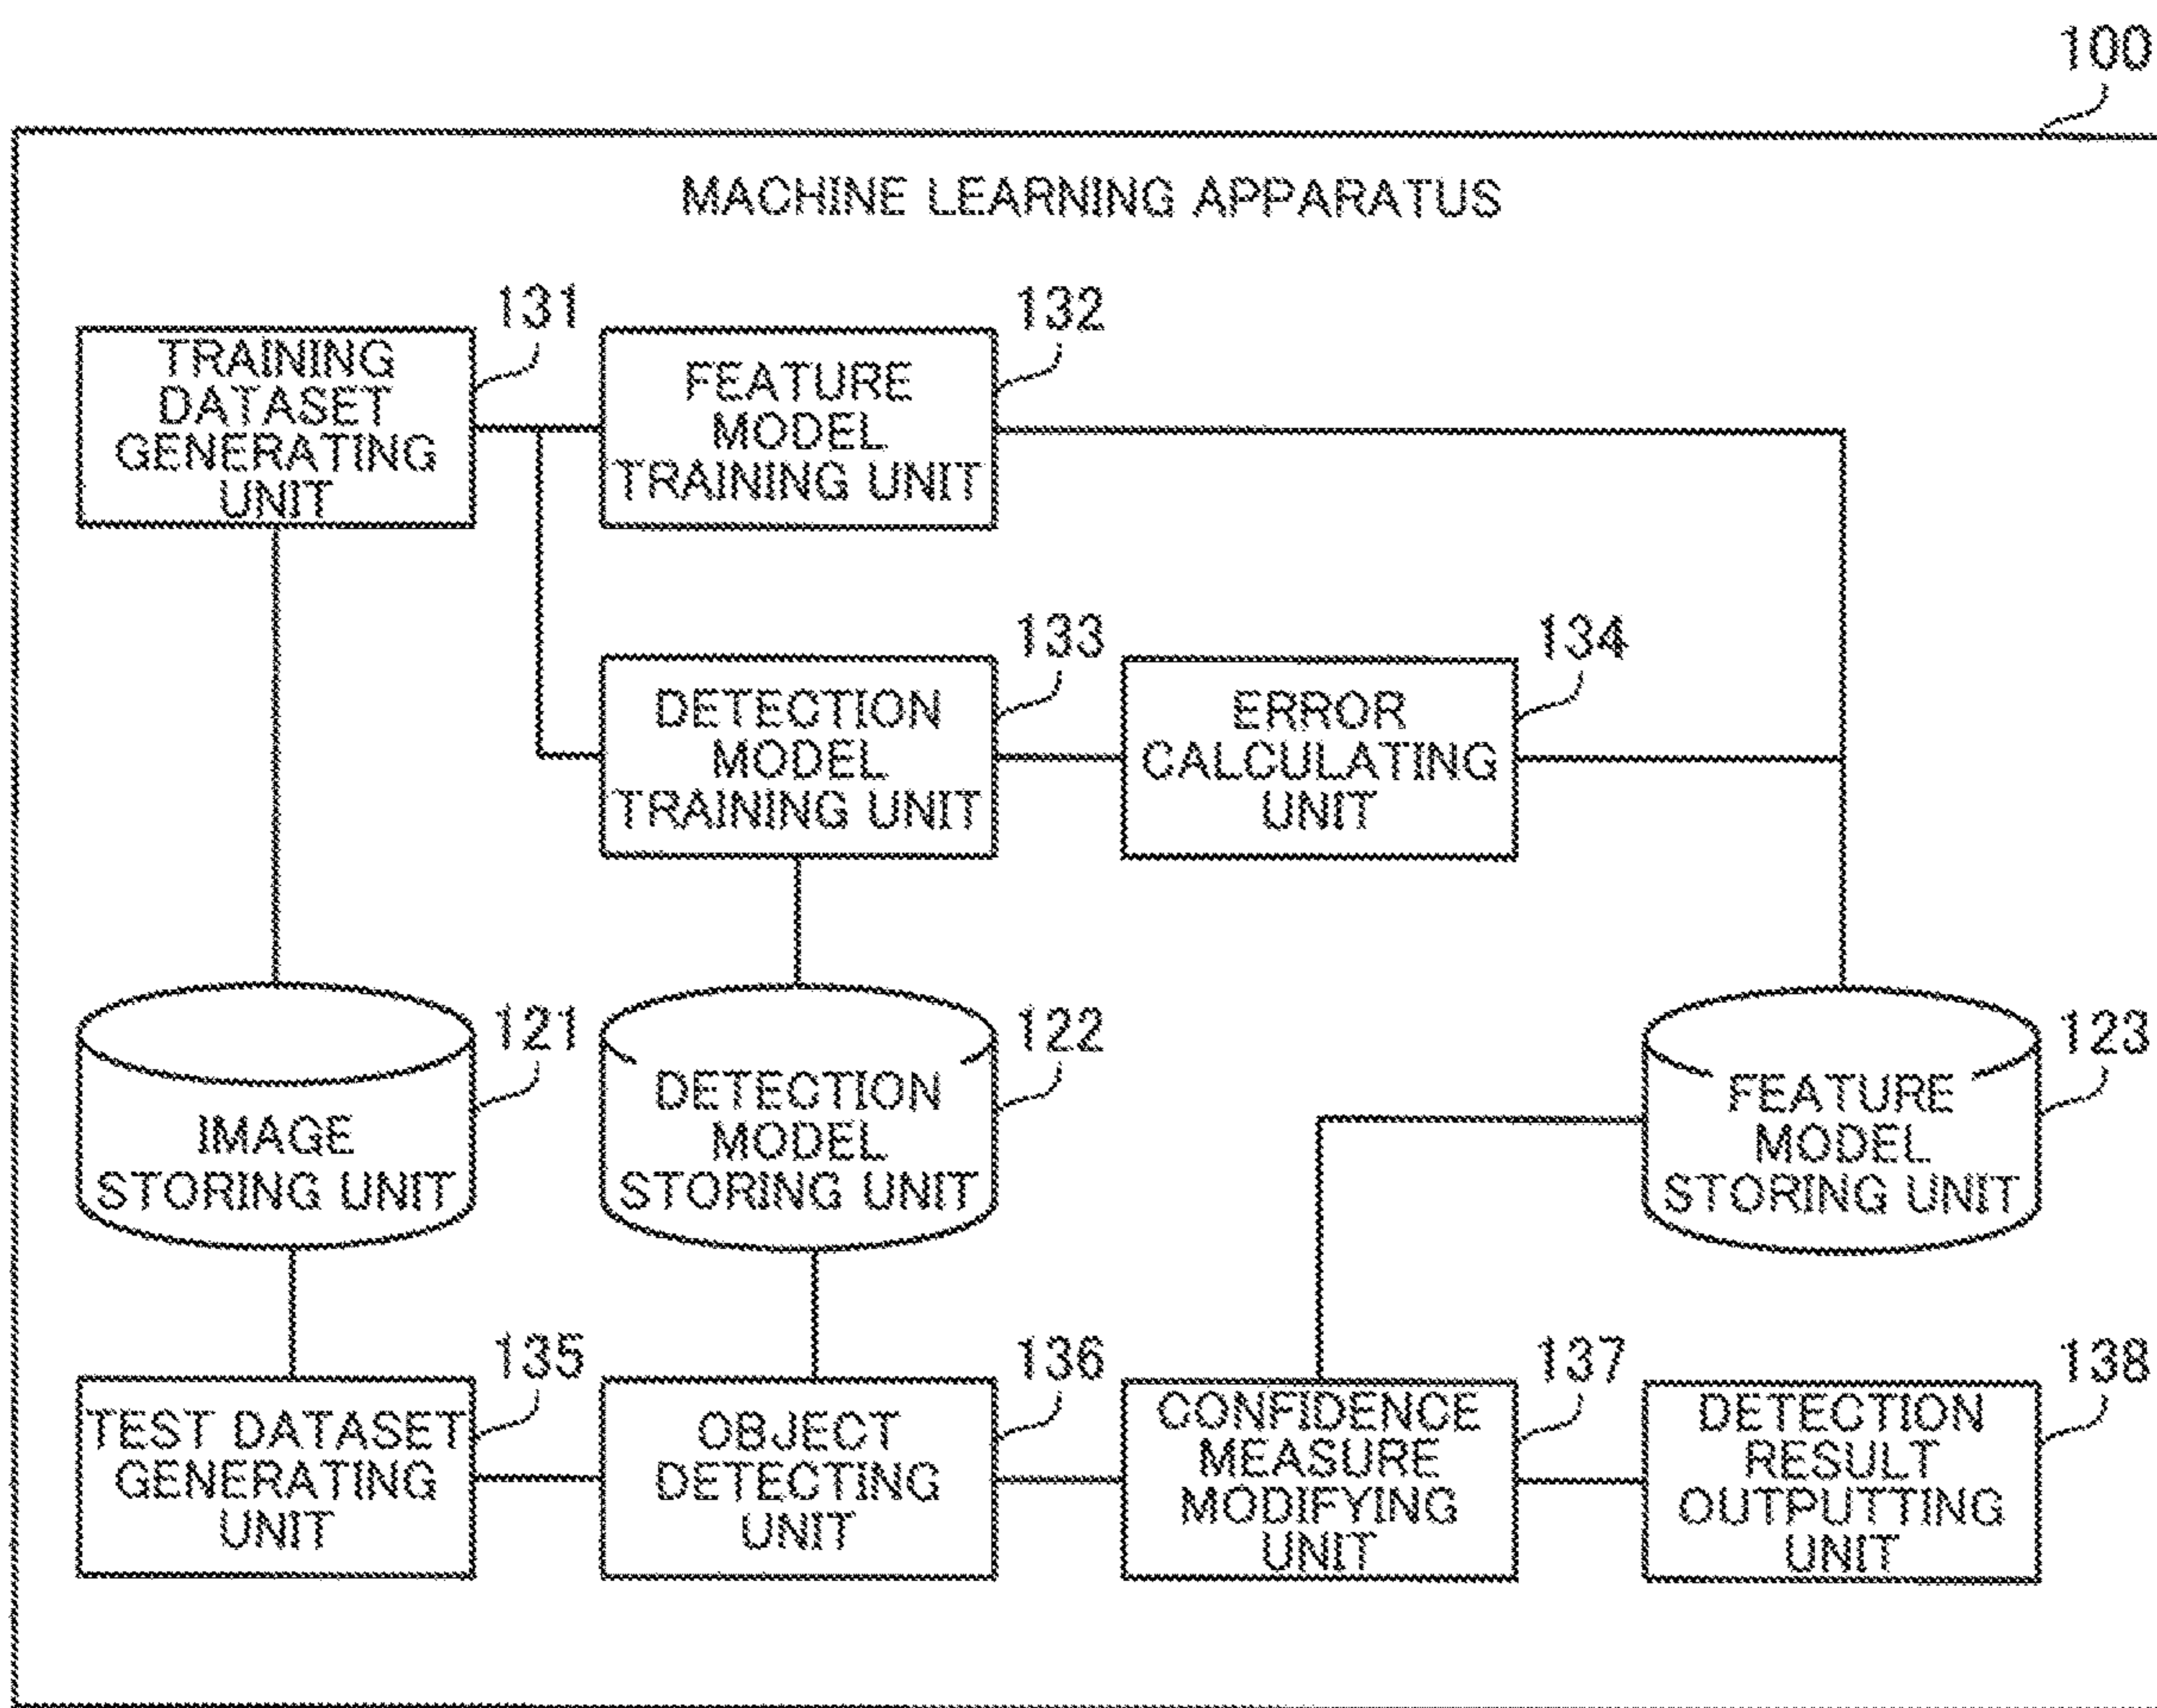 100
MACHINE LEARNING APPARATUS
131
TRAINING
DATASET
GENERATING
UNIT
132
FEATURE
MODEL
TRAINING UNIT
133
DETECTION
MODEL
TRAINING UNIT
134
ERROR
CALCULATING
UNIT
121
IMAGE
STORING UNIT
122
DETECTION
MODEL
STORING UNIT
123
FEATURE
MODEL
STORING UNIT
135
TEST DATASET
GENERATING
UNIT
136
OBJECT
DETECTING
UNIT
137
CONFIDENCE
MEASURE
MODIFYING
UNIT
138
DETECTION
RESULT
OUTPUTTING
UNIT